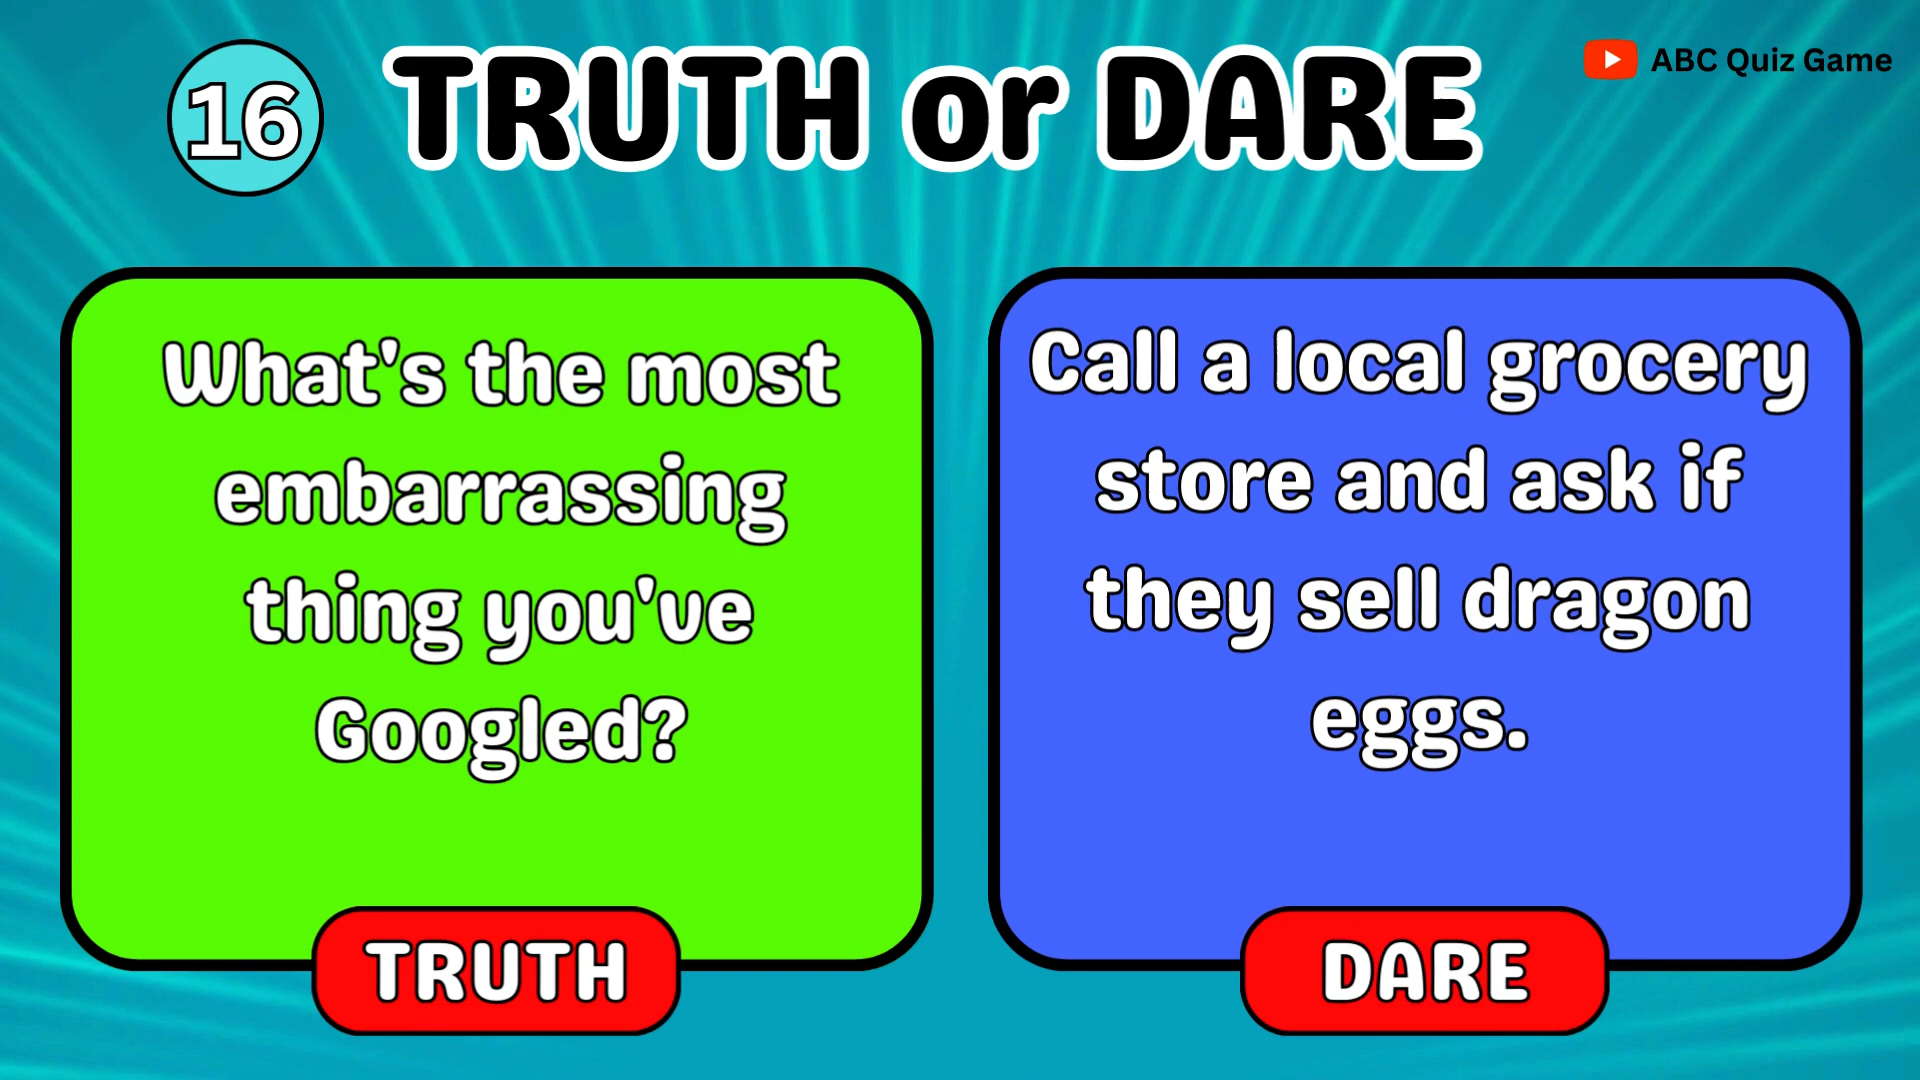 16
TRUTH or DARE
ABC Quiz Game
What's the most
embarrassing
thing you've
Googled?
TRUTH
Call a local grocery
store and ask if
they sell dragon
eggs.
DARE